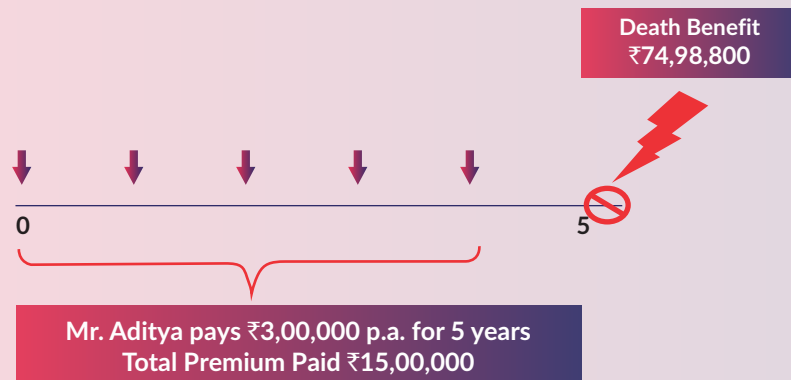 Death Benefit
₹74,98,800
0
5
Mr. Aditya pays ₹3,00,000 p.a. for 5 years
Total Premium Paid ₹15,00,000